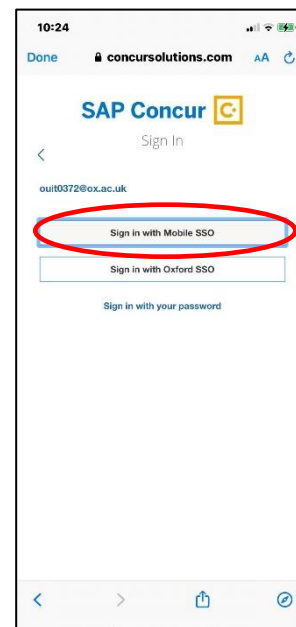 10:24
Done concursolutions.com AA
SAP Concur C.
Sign In
ouit0372@ox.ac.uk
Sign in with Mobile SSO
Sign in with Oxford SSO
Sign in with your password